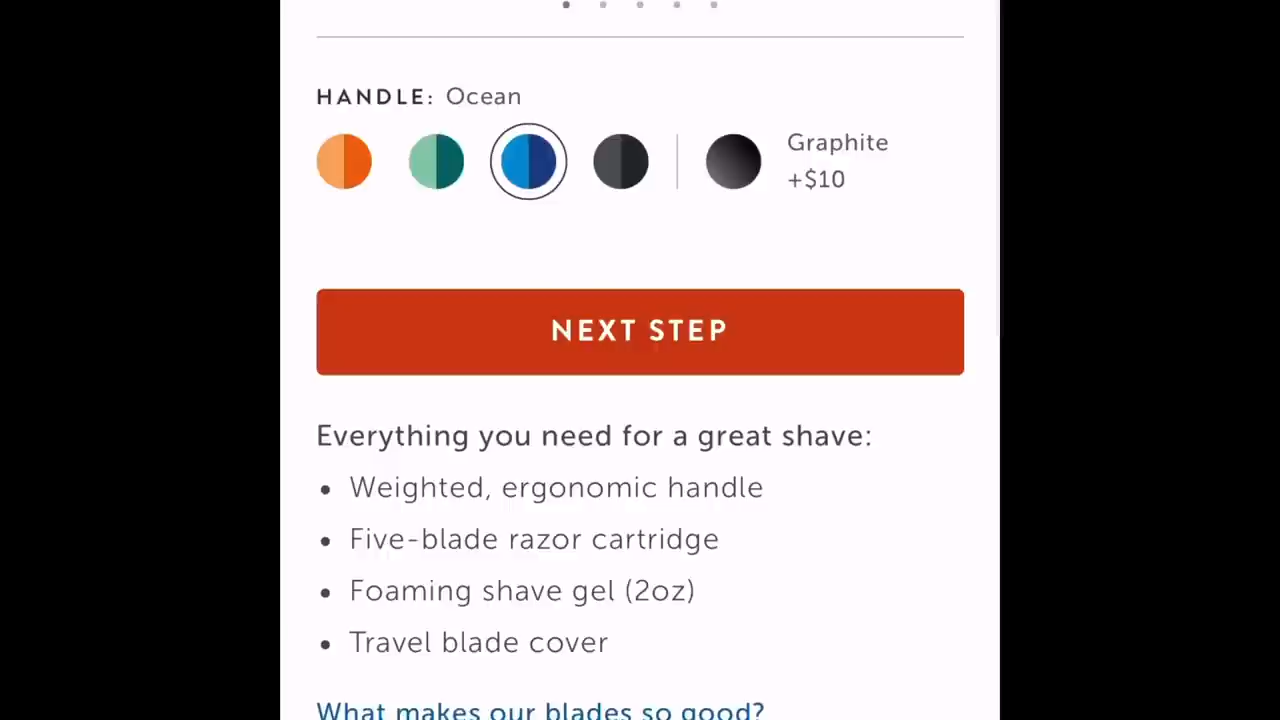 HANDLE: Ocean
Graphite
+$10
NEXT STEP
Everything you need for a great shave:
• Weighted, ergonomic handle
• Five-blade razor cartridge
• Foaming shave gel (2oz)
• Travel blade cover
What makes our blades so good?